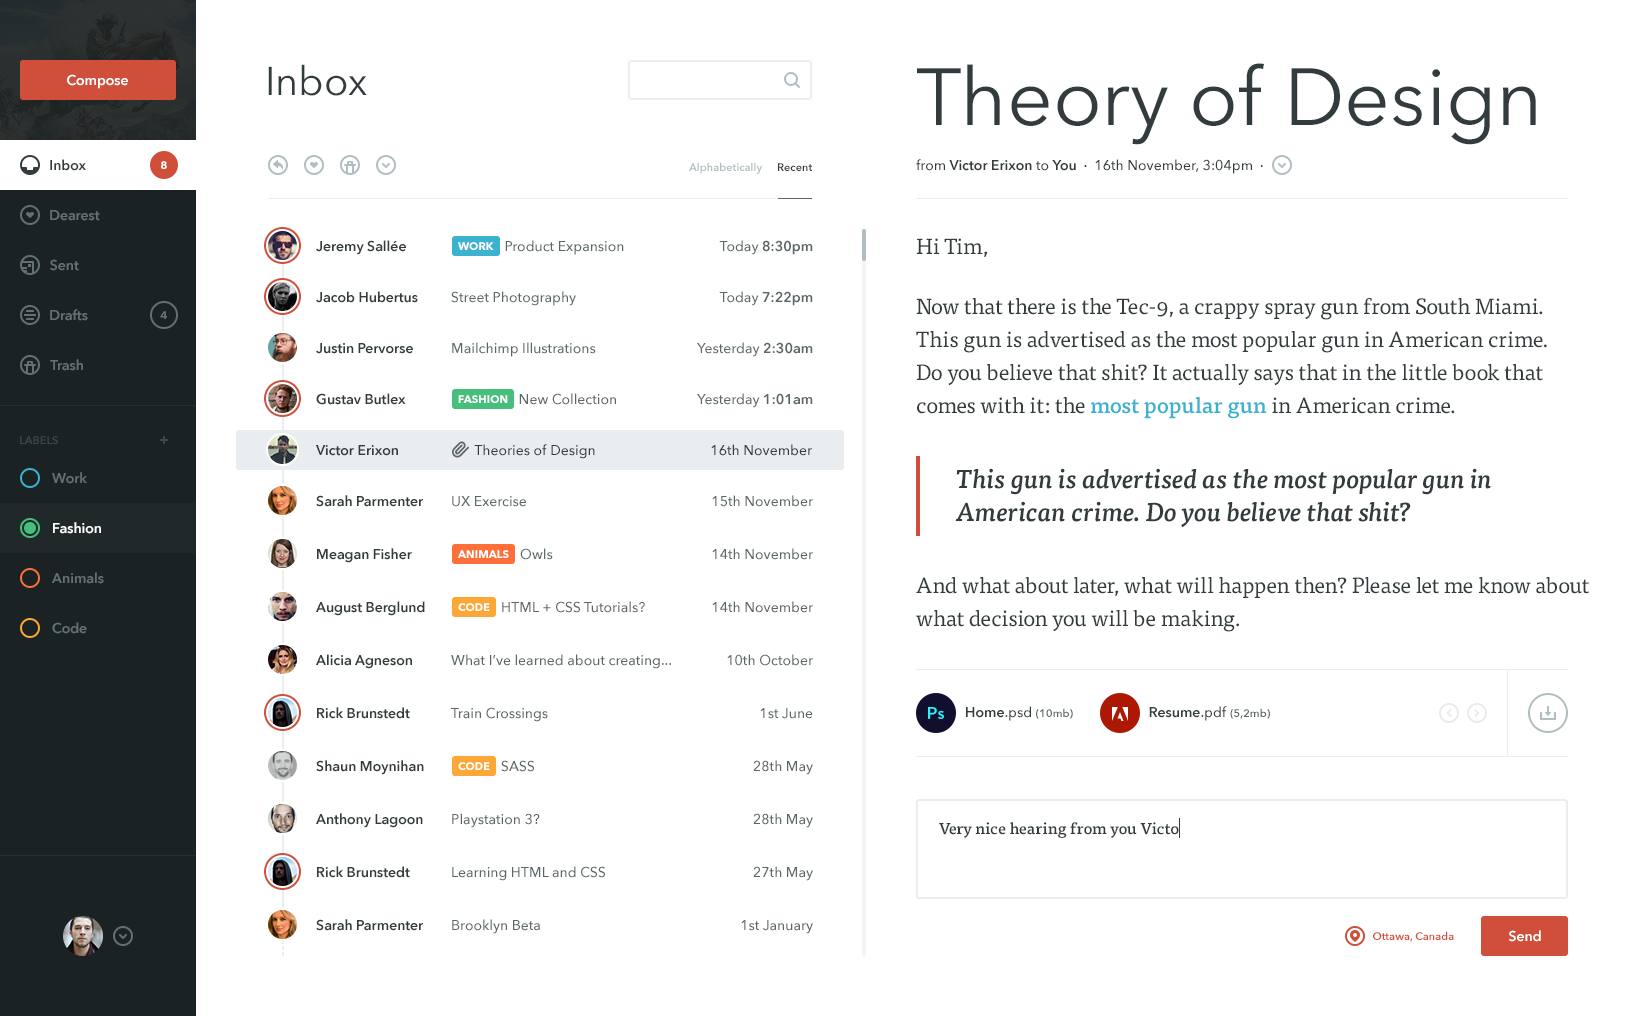 Compose
Inbox 8
Dearest
Sent
Drafts 4
Trash
LABELS +
Work
Fashion
Animals
Code
Inbox
Alphabetically Recent
Jeremy Sallée WORK Product Expansion Today 8:30pm
Jacob Hubertus Street Photography Today 7:22pm
Justin Pervorse Mailchimp Illustrations Yesterday 2:30am
Gustav Butlex FASHION New Collection Yesterday 1:01am
Victor Erixon Theories of Design 16th November
Sarah Parmenter UX Exercise 15th November
Meagan Fisher ANIMALS Owls 14th November
August Berglund CODE HTML + CSS Tutorials? 14th November
Alicia Agneson What I've learned about creating... 10th October
Rick Brunstedt Train Crossings 1st June
Shaun Moynihan CODE SASS 28th May
Anthony Lagoon Playstation 3? 28th May
Rick Brunstedt Learning HTML and CSS 27th May
Sarah Parmenter Brooklyn Beta 1st January
Theory of Design
from Victor Erixon to You · 16th November, 3:04pm ·
Hi Tim,
Now that there is the Tec-9, a crappy spray gun from South Miami.
This gun is advertised as the most popular gun in American crime.
Do you believe that shit? It actually says that in the little book that
comes with it: the most popular gun in American crime.
This gun is advertised as the most popular gun in
American crime. Do you believe that shit?
And what about later, what will happen then? Please let me know about
what decision you will be making.
Ps Home.psd (10mb) Resume.pdf (5,2mb)
Very nice hearing from you Victo
Ottawa, Canada Send